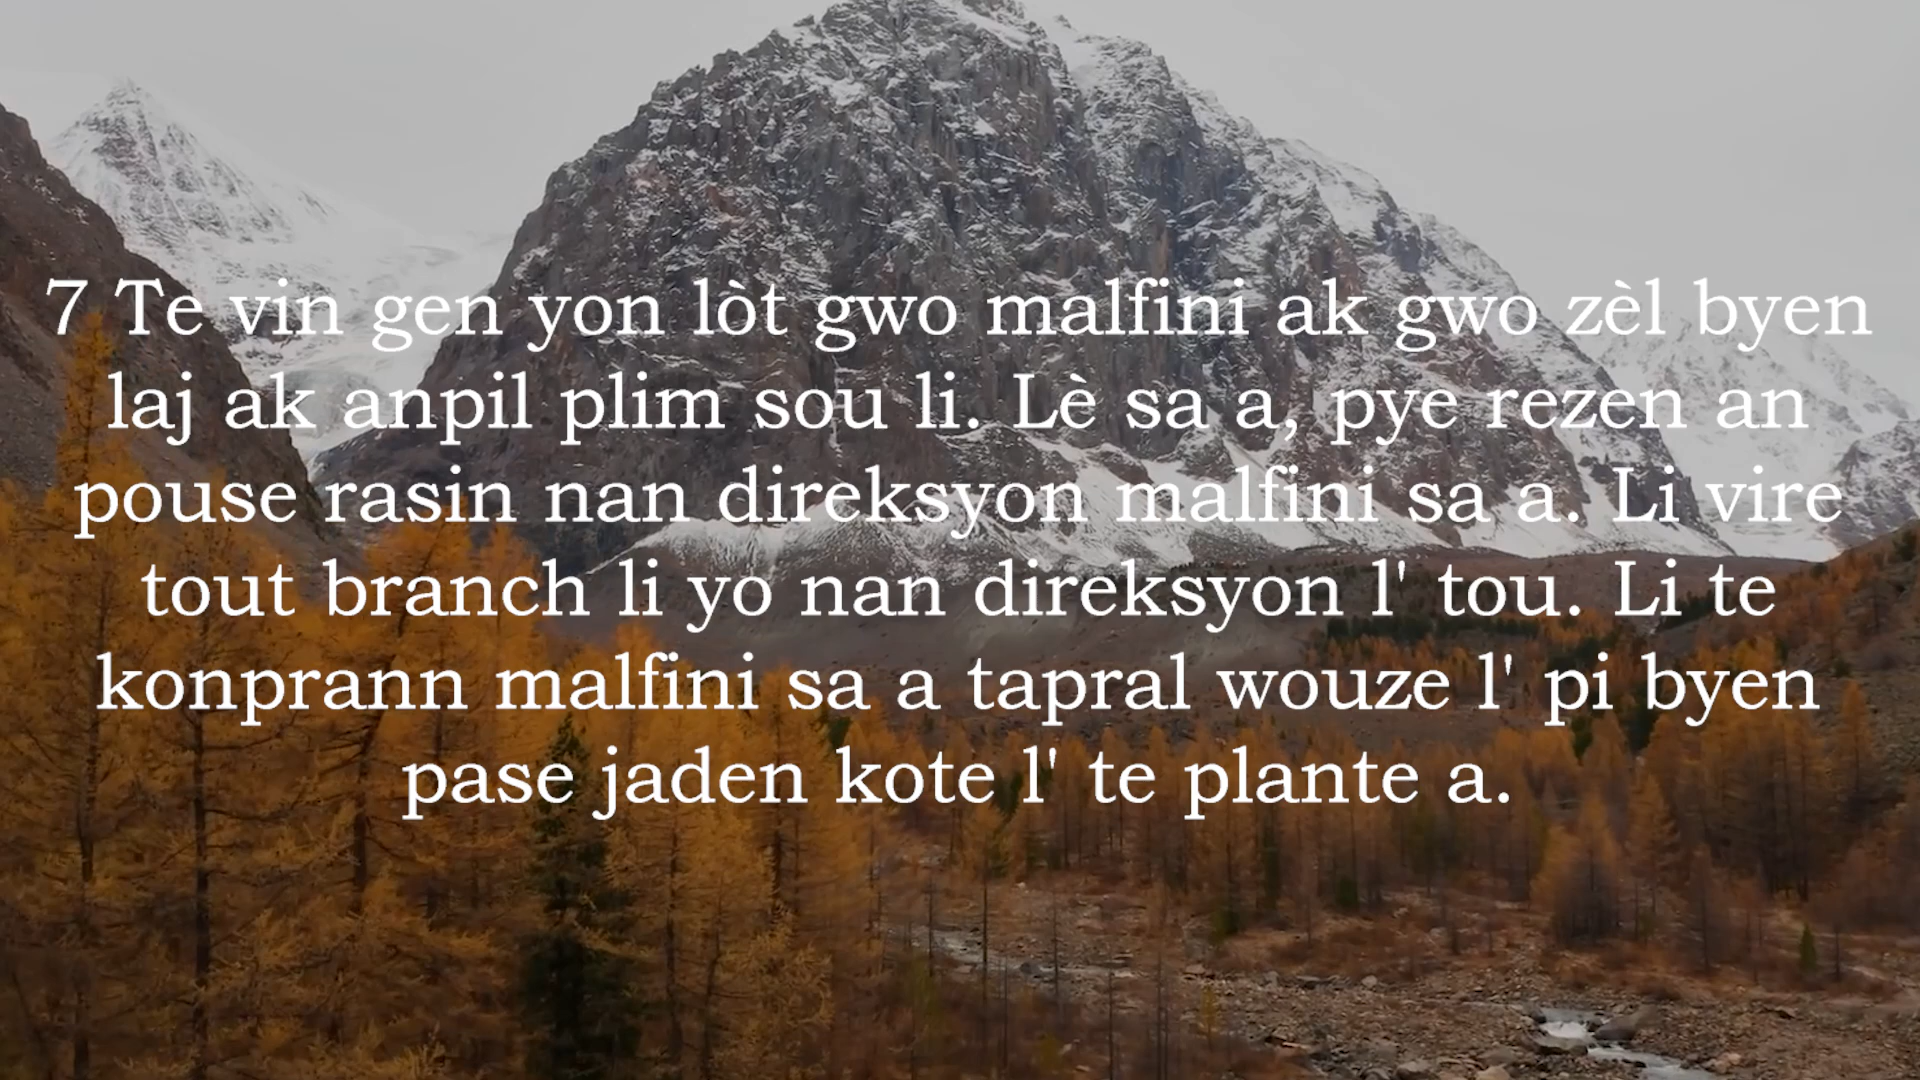 7 Te vin gen yon lòt gwo malfini ak gwo zèl byen
laj ak anpil plim sou li. Lè sa a, pye rezen an
pouse rasin nan direksyon malfini sa a. Li vire
tout branch li yo nan direksyon l' tou. Li te
konprann malfini sa a tapral wouze l' pi byen
pase jaden kote l' te plante a.